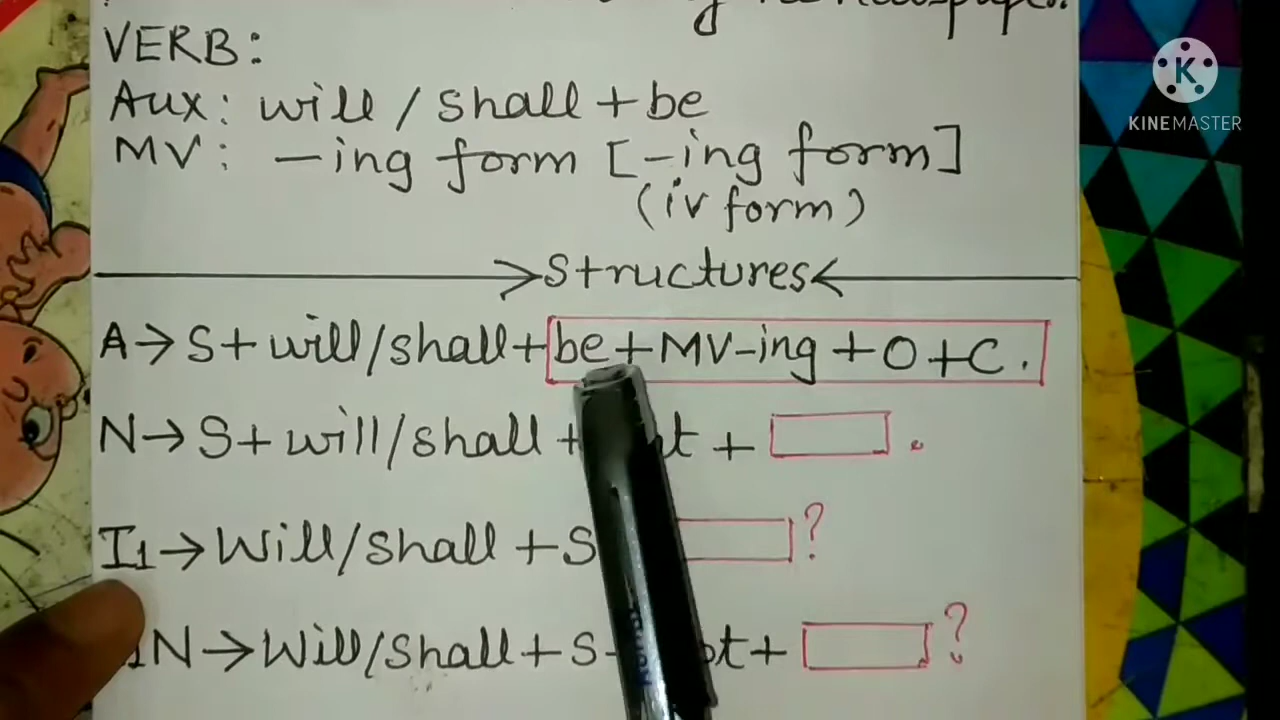 newspaper.
VERB:
Aux: will / shall + be
MV: -ing form [-ing form]
(iv form)
>Structures<
A→ S+ will/shall+be+MV-ing+O+C.
N→ S+ will/shall + +      .
I1→ Will/shall + S      ?
N→ Will/Shall + S +      ?
K
KINEMASTER